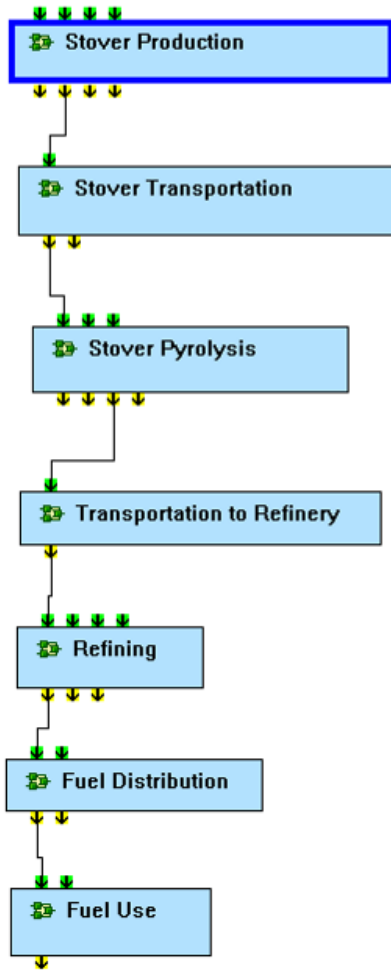 Stover Production
Stover Transportation
Stover Pyrolysis
Transportation to Refinery
Refining
Fuel Distribution
Fuel Use